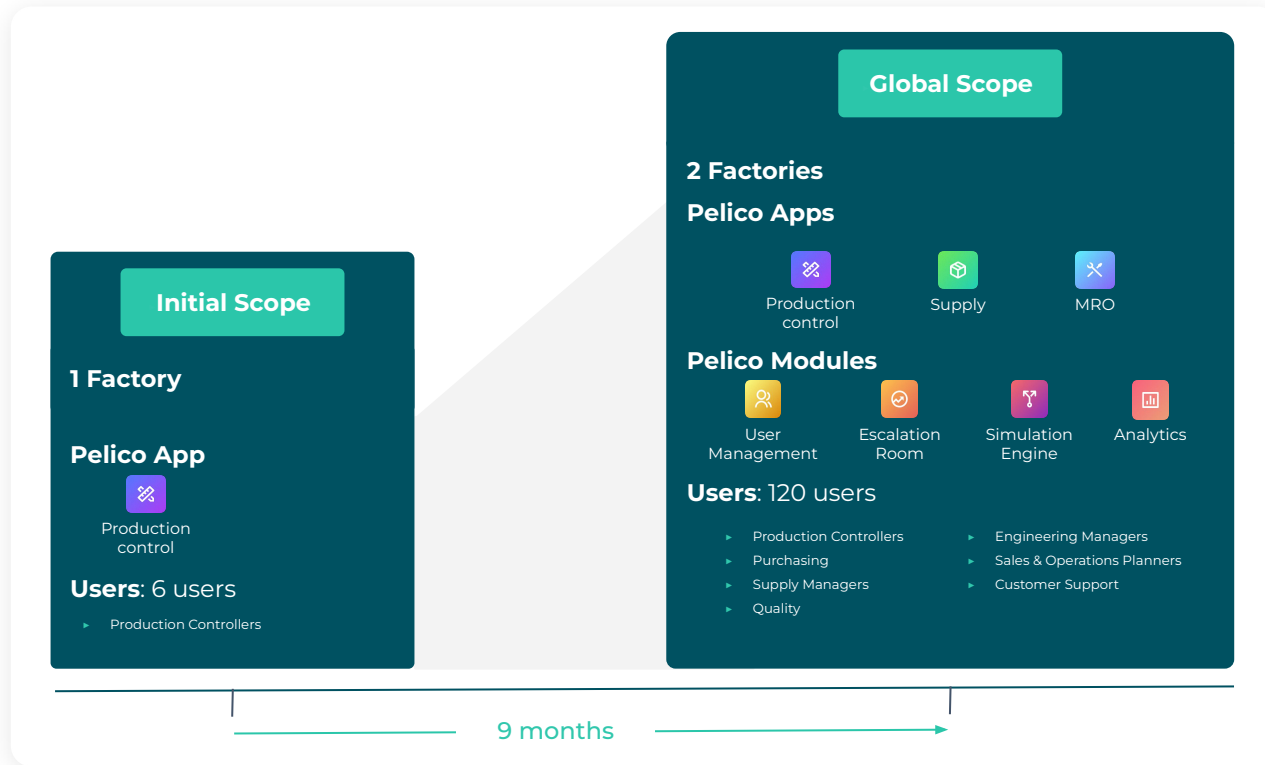 Initial Scope
1 Factory
Pelico App
Production
control
Users: 6 users
▸ Production Controllers
Global Scope
2 Factories
Pelico Apps
Production
control
Supply
MRO
Pelico Modules
User
Management
Escalation
Room
Simulation
Engine
Analytics
Users: 120 users
▸ Production Controllers
▸ Purchasing
▸ Supply Managers
▸ Quality
▸ Engineering Managers
▸ Sales & Operations Planners
▸ Customer Support
9 months